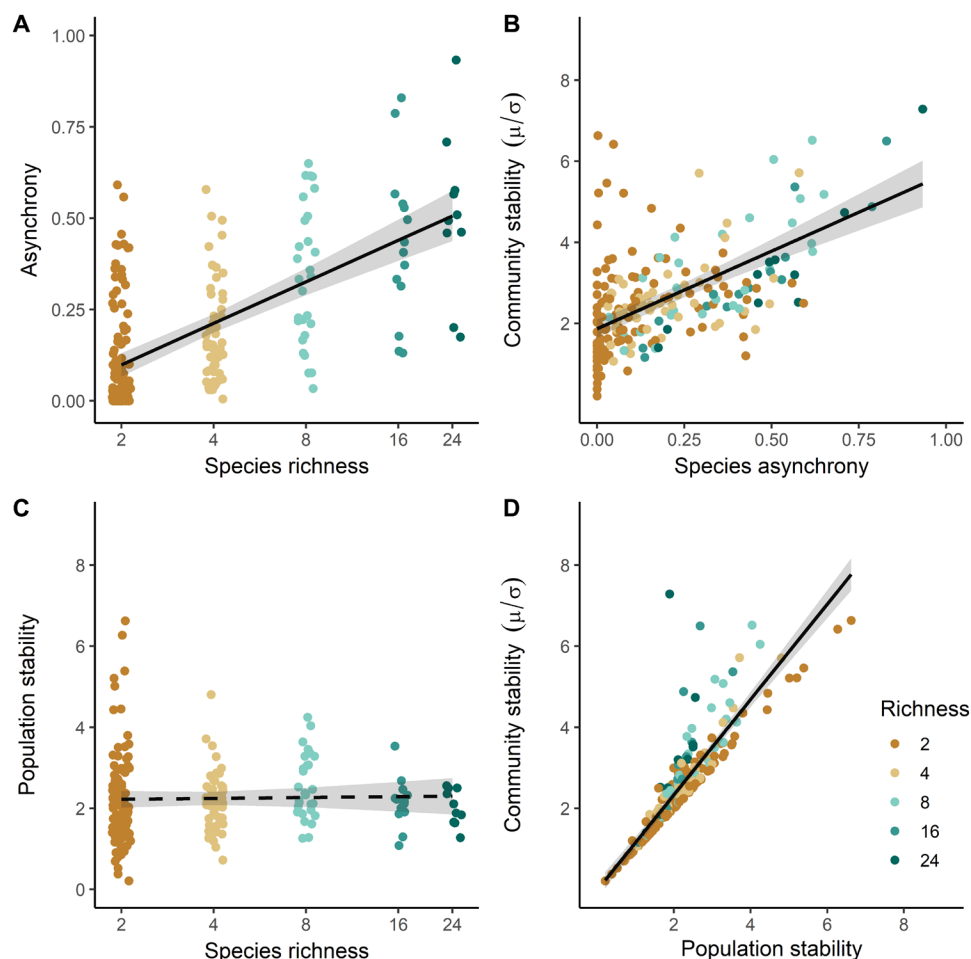 A
1.00
0.75
0.50
0.25
0.00
Asynchrony
2 4 8 16 24
Species richness
B
8
6
4
2
Community stability (μ/σ)
0.00 0.25 0.50 0.75 1.00
Species asynchrony
C
8
6
4
2
0
Population stability
2 4 8 16 24
Species richness
D
8
6
4
2
Community stability (μ/σ)
2 4 6 8
Population stability
Richness
2
4
8
16
24